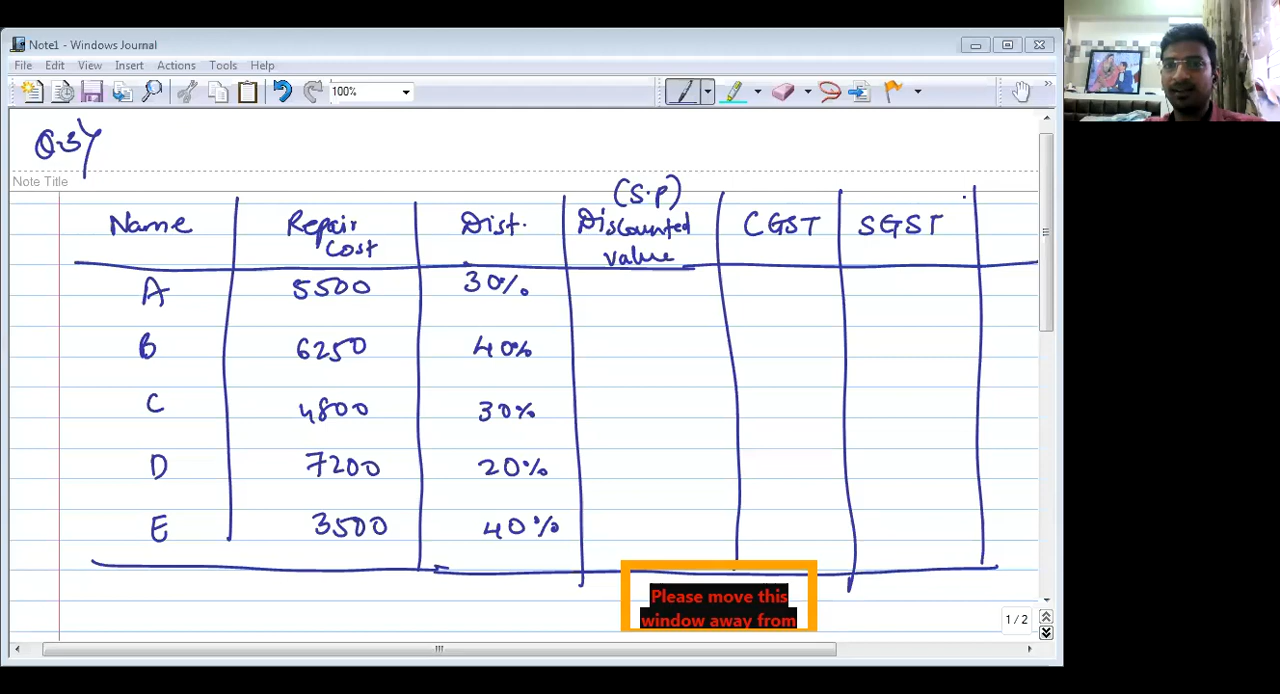 Note1 - Windows Journal
File Edit View Insert Actions Tools Help
100%
Q.3
Note Title
(S.P)
Name Repair Cost Dist. Discounted value CGST SGST
A 5500 30%
B 6250 40%
C 4800 30%
D 7200 20%
E 3500 40%
Please move this
window away from
1 / 2